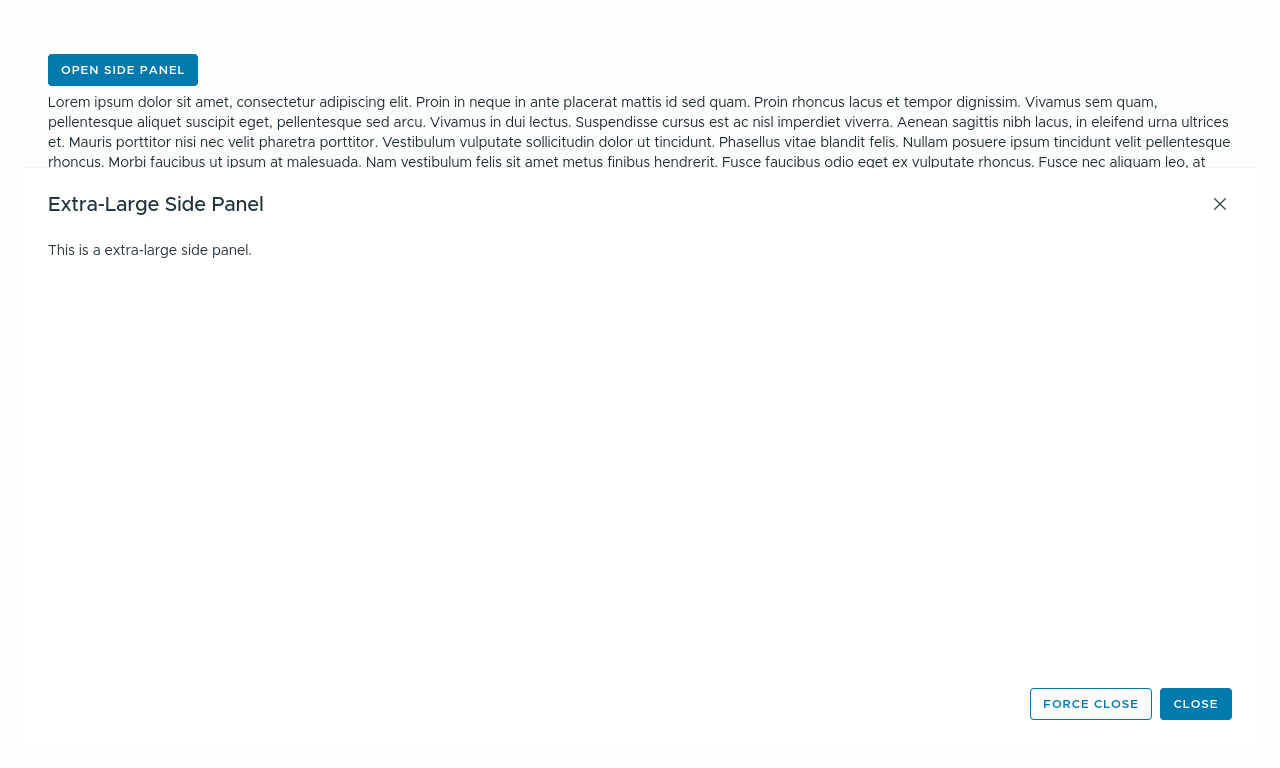 OPEN SIDE PANEL
Lorem ipsum dolor sit amet, consectetur adipiscing elit. Proin in neque in ante placerat mattis id sed quam. Proin rhoncus lacus et tempor dignissim. Vivamus sem quam,
pellentesque aliquet suscipit eget, pellentesque sed arcu. Vivamus in dui lectus. Suspendisse cursus est ac nisl imperdiet viverra. Aenean sagittis nibh lacus, in eleifend urna ultrices
et. Mauris porttitor nisi nec velit pharetra porttitor. Vestibulum vulputate sollicitudin dolor ut tincidunt. Phasellus vitae blandit felis. Nullam posuere ipsum tincidunt velit pellentesque
rhoncus. Morbi faucibus ut ipsum at malesuada. Nam vestibulum felis sit amet metus finibus hendrerit. Fusce faucibus odio eget ex vulputate rhoncus. Fusce nec aliquam leo, at
Extra-Large Side Panel
This is a extra-large side panel.
FORCE CLOSE
CLOSE